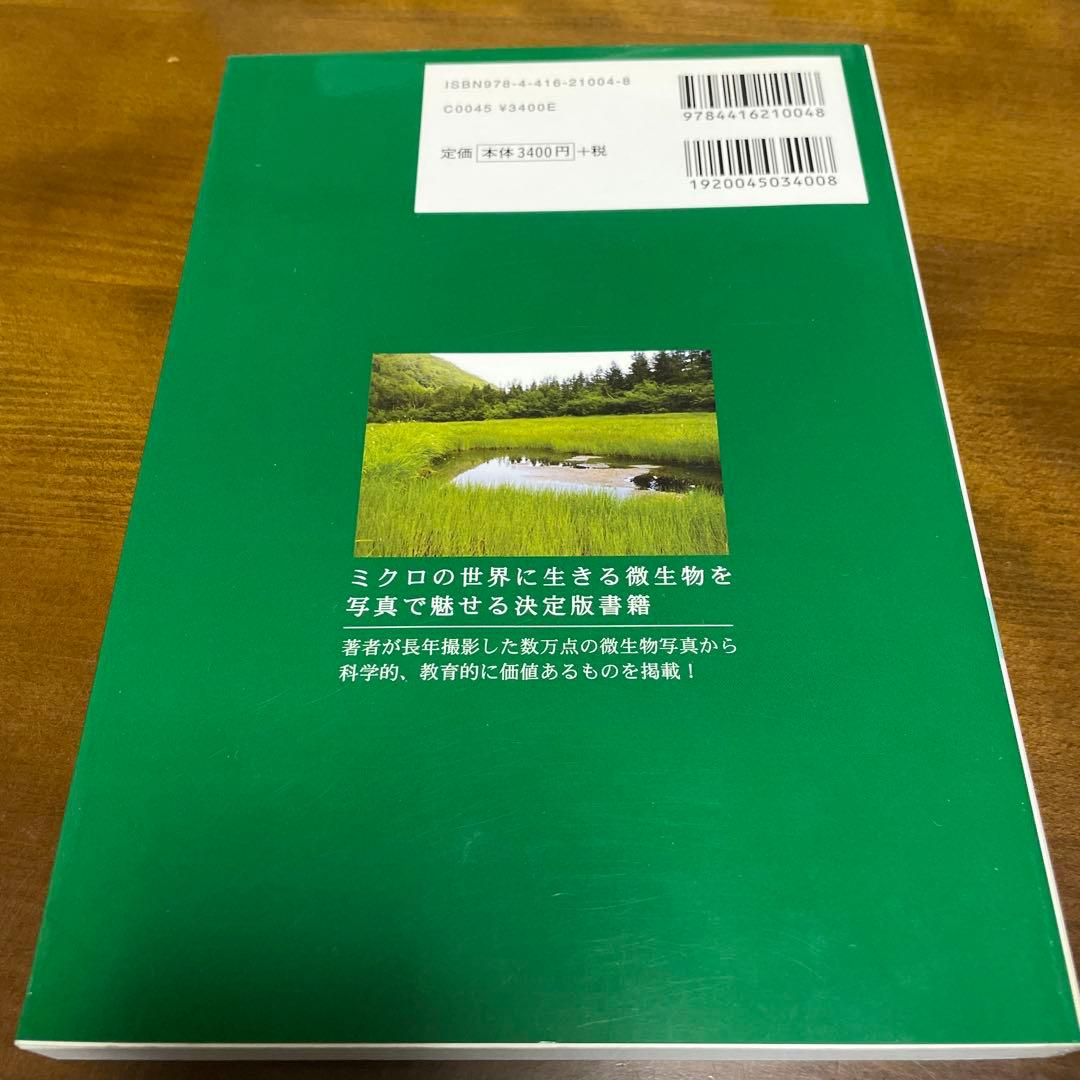 ISBN978-4-416-21004-8
C0045 ¥3400E
定価 本体3400円 +税
9784416210048
1920045034008
ミクロの世界に生きる微生物を
写真で魅せる決定版書籍
著者が長年撮影した数万点の微生物写真から
科学的、教育的に価値あるものを掲載！